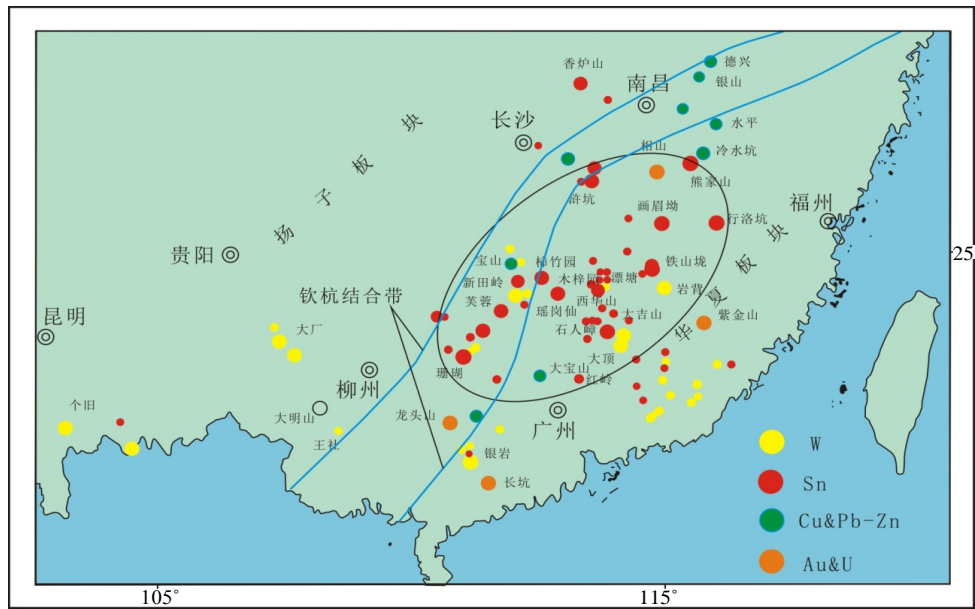 香炉山
德兴
银山
南昌
水平
长沙
相山
冷水坑
熊家山
浒坑
画眉坳
行洛坑
福州
扬子板块
贵阳
宝山
柿竹园
铁山垅
25
新田岭
木梓园
漂塘
岩背
华夏板块
钦杭结合带
芙蓉
瑶岗仙
西华山
大吉山
紫金山
昆明
大厂
石人嶂
珊瑚
大顶
大宝山
红岭
柳州
个旧
大明山
龙头山
广州
王社
银岩
长坑
W
Sn
Cu&Pb-Zn
Au&U
105°
115°